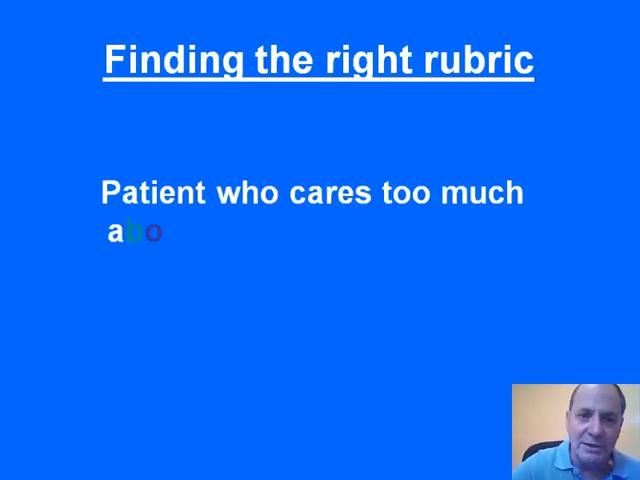 Finding the right rubric
Patient who cares too much
abo